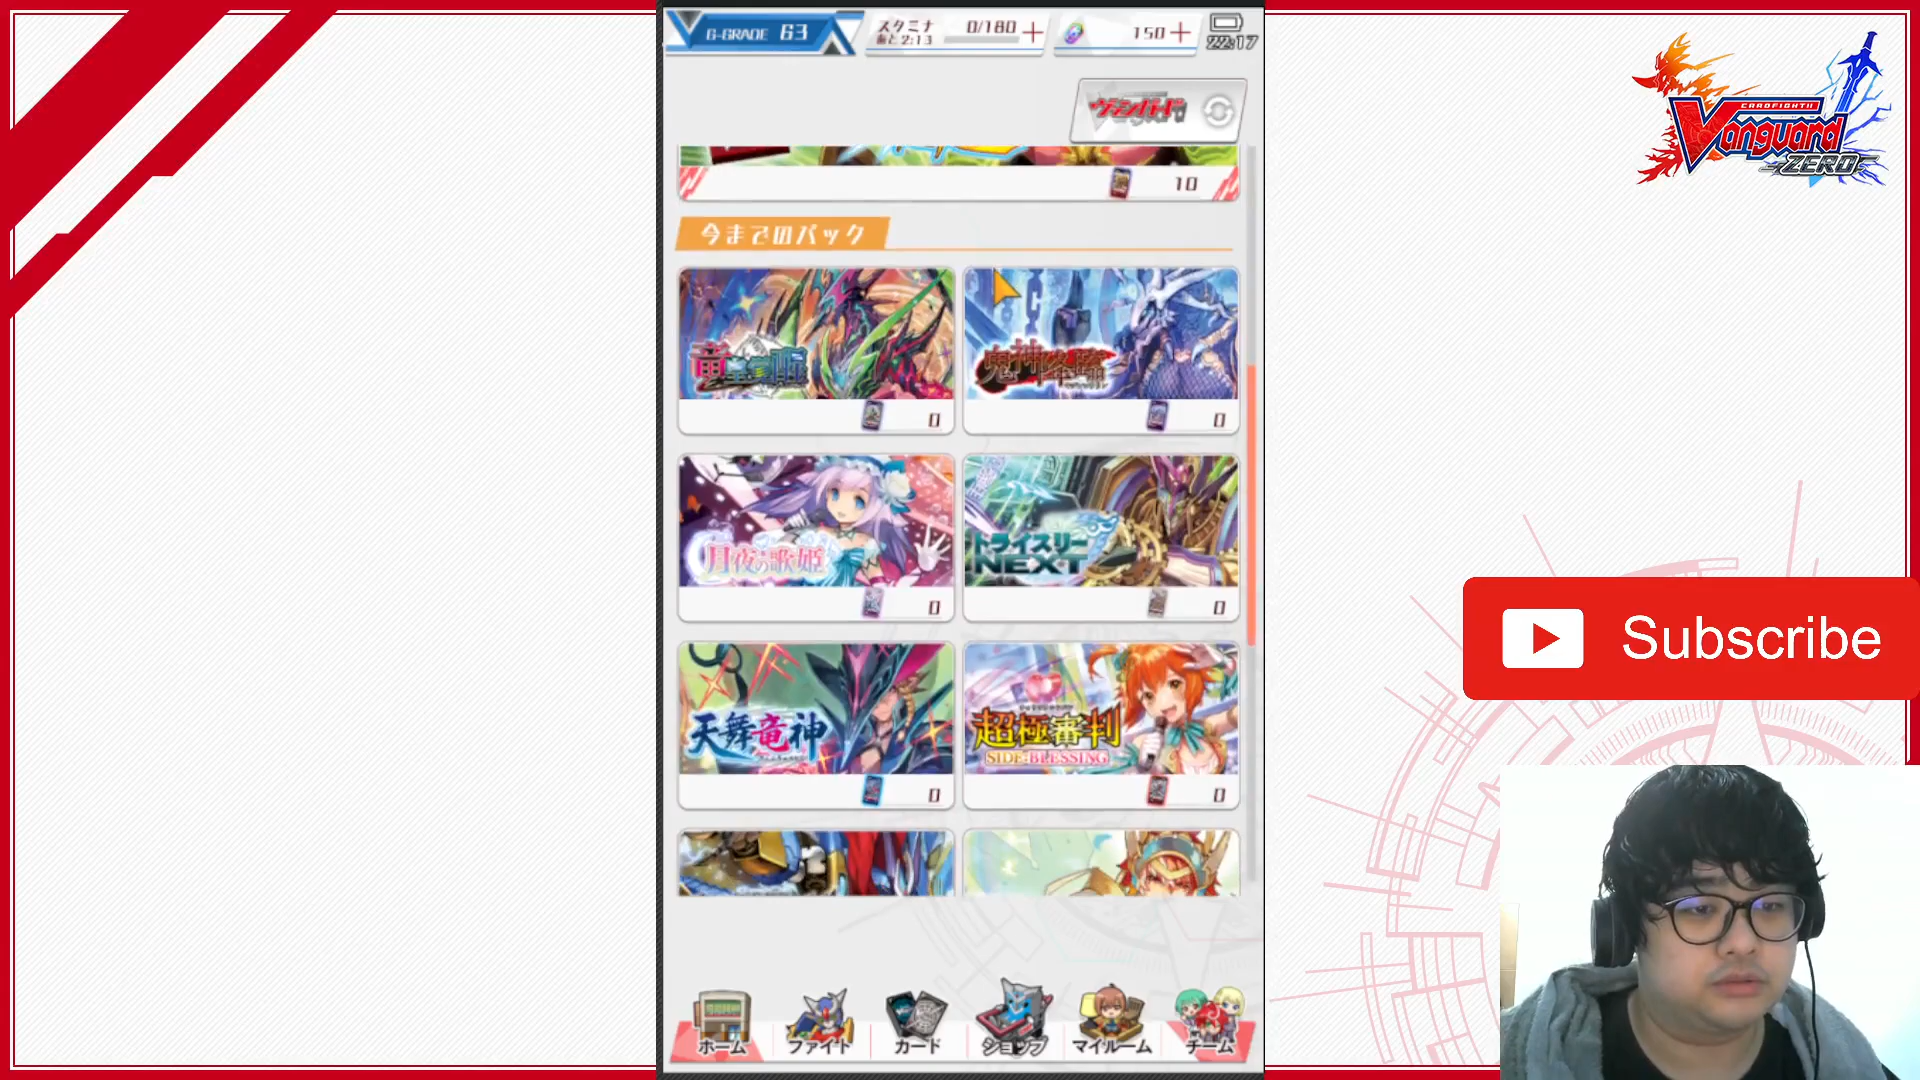 G-GRADE 63
スタミナ
あと2:13
0/180
150
22:17
ヴァンガード
CARDFIGHT!!
Vanguard
ZERO
10
今までのパック
竜皇覚醒
0
鬼神降臨
0
月夜の歌姫
0
トライスリー
NEXT
0
天舞竜神
0
超極審判
SIDE:BLESSING
0
Subscribe
ホーム
ファイト
カード
ショップ
マイルーム
チーム